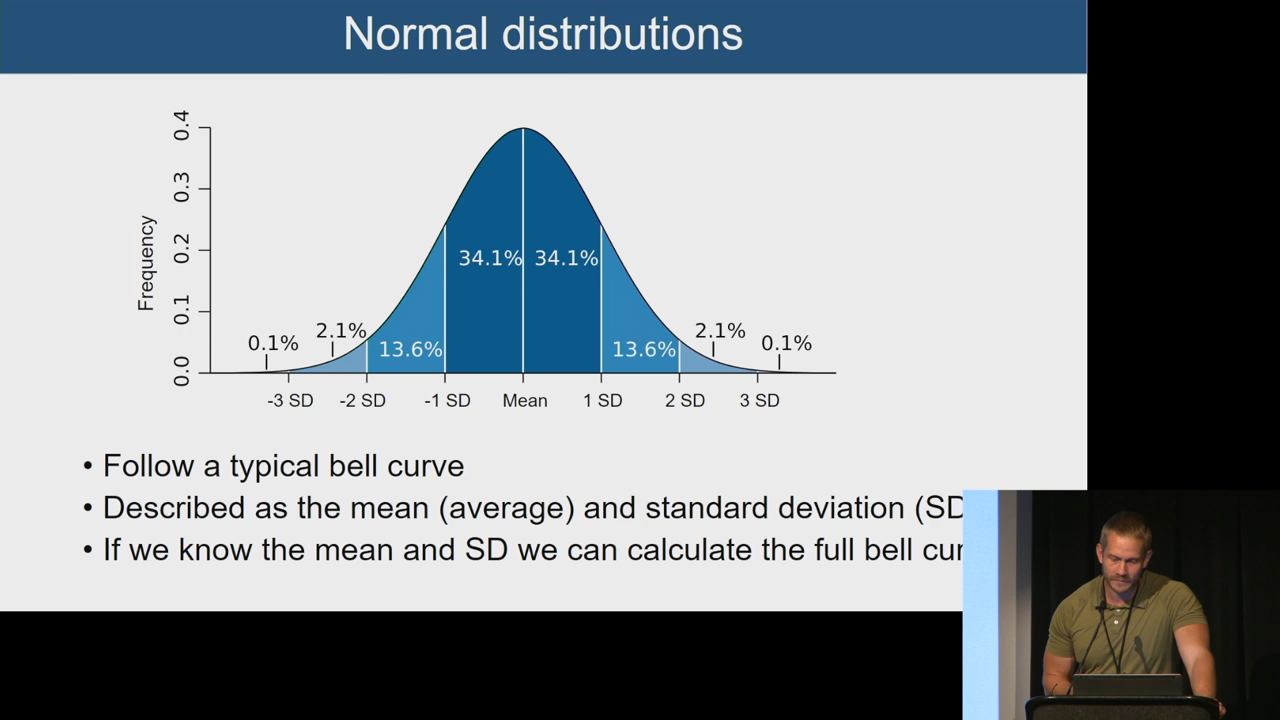 Normal distributions
0.4
0.3
0.2
0.1
0.0
Frequency
34.1% 34.1%
0.1% 2.1% 13.6% 13.6% 2.1% 0.1%
-3 SD -2 SD -1 SD Mean 1 SD 2 SD 3 SD
• Follow a typical bell curve
• Described as the mean (average) and standard deviation (SD
• If we know the mean and SD we can calculate the full bell